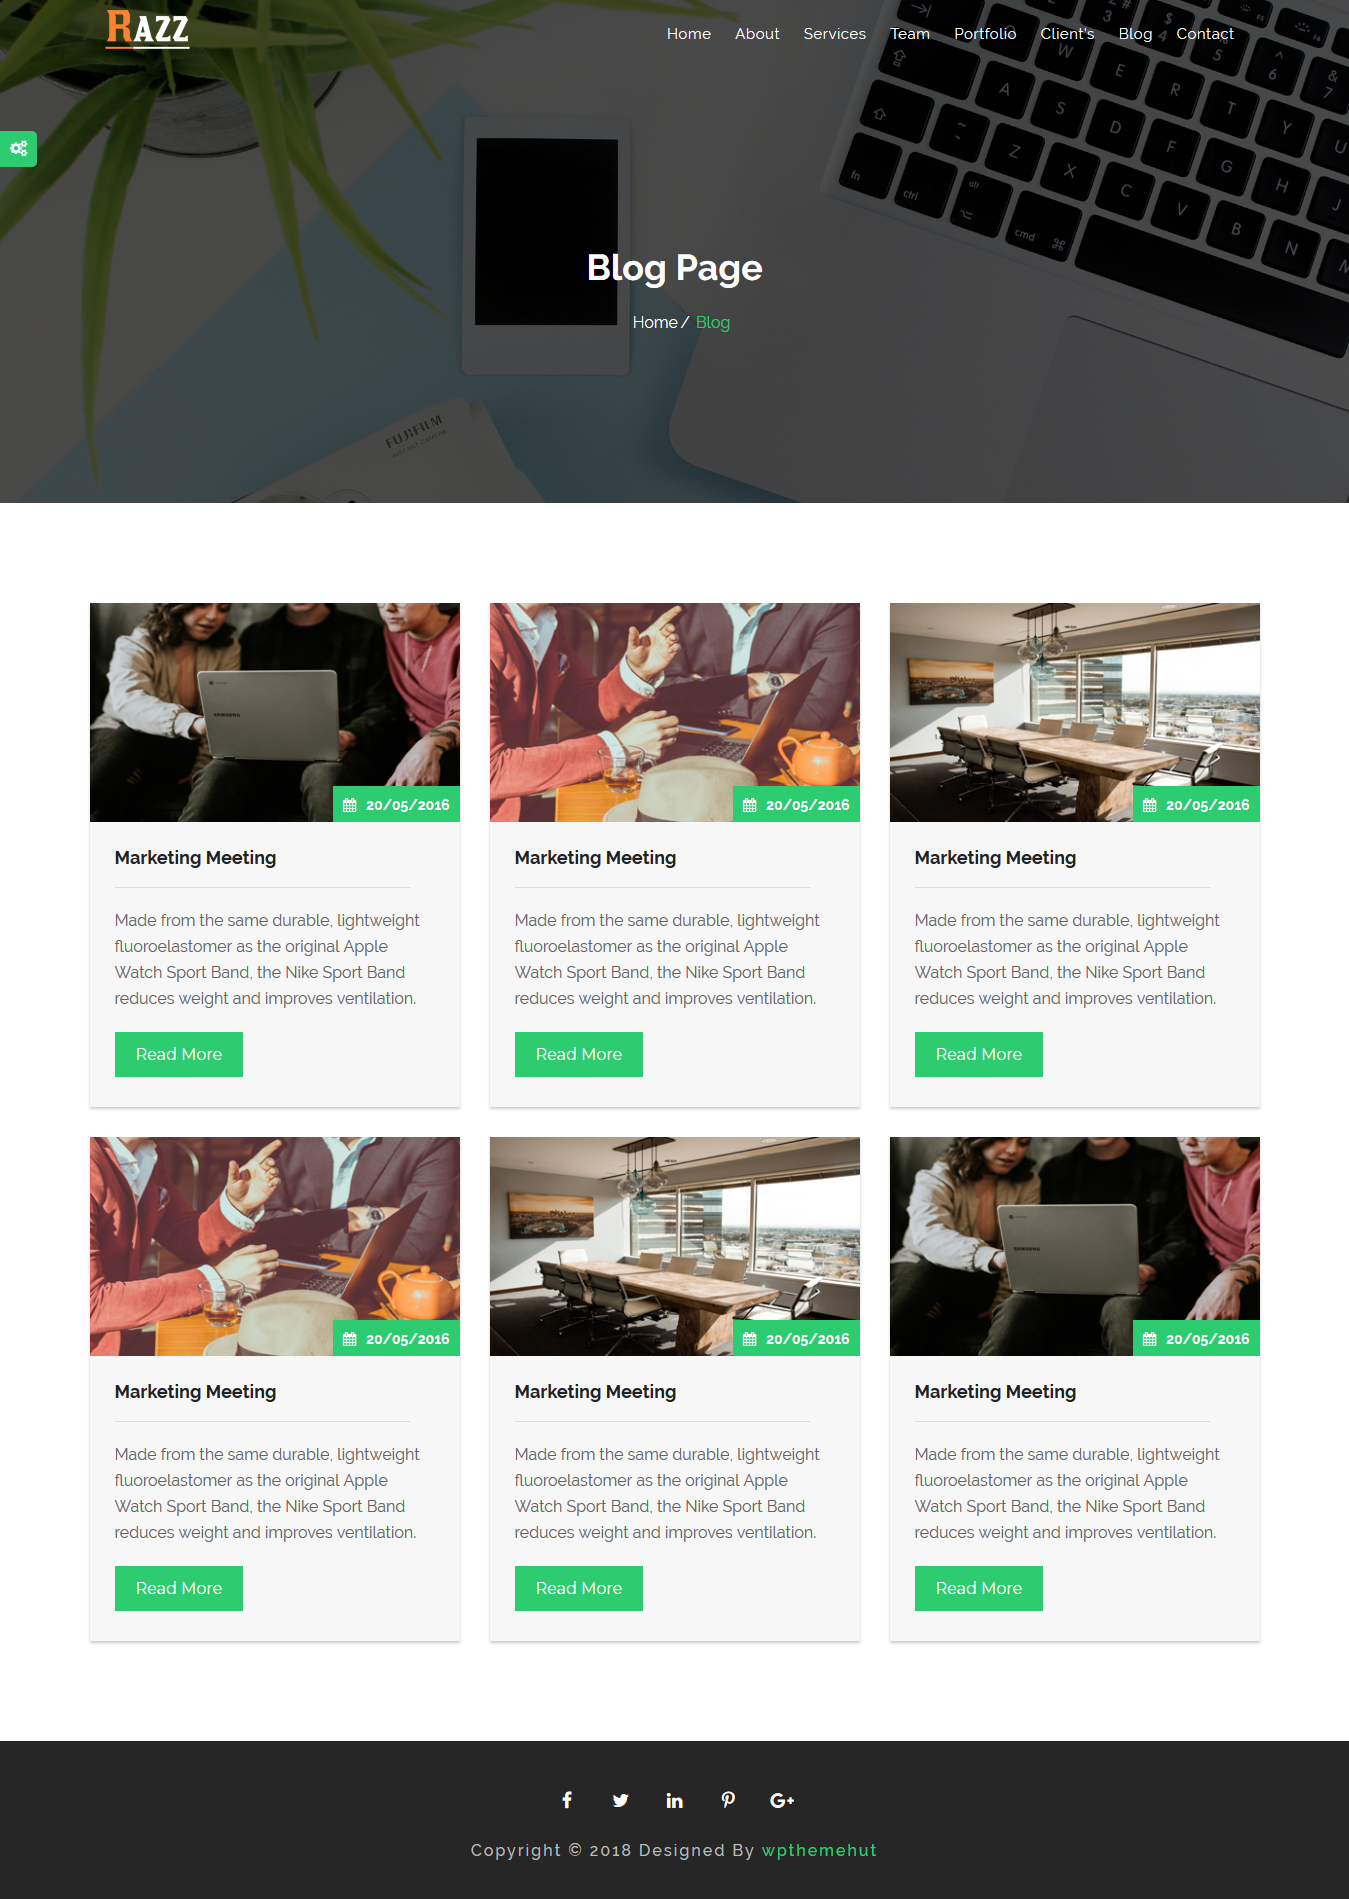 RAZZ
Home About Services Team Portfolio Client's Blog Contact
Blog Page
Home / Blog
FUJIFILM
INSTANT CAMERA
20/05/2016 20/05/2016 20/05/2016
Marketing Meeting
Made from the same durable, lightweight
fluoroelastomer as the original Apple
Watch Sport Band, the Nike Sport Band
reduces weight and improves ventilation.
Read More
Marketing Meeting
Made from the same durable, lightweight
fluoroelastomer as the original Apple
Watch Sport Band, the Nike Sport Band
reduces weight and improves ventilation.
Read More
Marketing Meeting
Made from the same durable, lightweight
fluoroelastomer as the original Apple
Watch Sport Band, the Nike Sport Band
reduces weight and improves ventilation.
Read More
20/05/2016 20/05/2016 20/05/2016
Marketing Meeting
Made from the same durable, lightweight
fluoroelastomer as the original Apple
Watch Sport Band, the Nike Sport Band
reduces weight and improves ventilation.
Read More
Marketing Meeting
Made from the same durable, lightweight
fluoroelastomer as the original Apple
Watch Sport Band, the Nike Sport Band
reduces weight and improves ventilation.
Read More
Marketing Meeting
Made from the same durable, lightweight
fluoroelastomer as the original Apple
Watch Sport Band, the Nike Sport Band
reduces weight and improves ventilation.
Read More
Copyright © 2018 Designed By wpthemehut